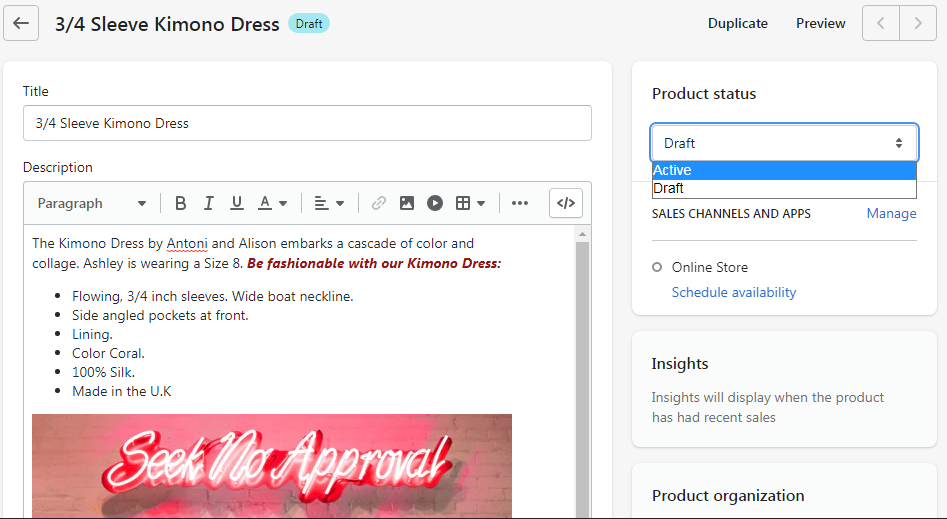 3/4 Sleeve Kimono Dress Draft Duplicate Preview
Title
3/4 Sleeve Kimono Dress
Description
Paragraph B I U A
The Kimono Dress by Antoni and Alison embarks a cascade of color and
collage. Ashley is wearing a Size 8. Be fashionable with our Kimono Dress:
Flowing, 3/4 inch sleeves. Wide boat neckline.
Side angled pockets at front.
Lining.
Color Coral.
100% Silk.
Made in the U.K
Seek No Approval
Product status
Draft
Active
Draft
SALES CHANNELS AND APPS Manage
Online Store
Schedule availability
Insights
Insights will display when the product
has had recent sales
Product organization